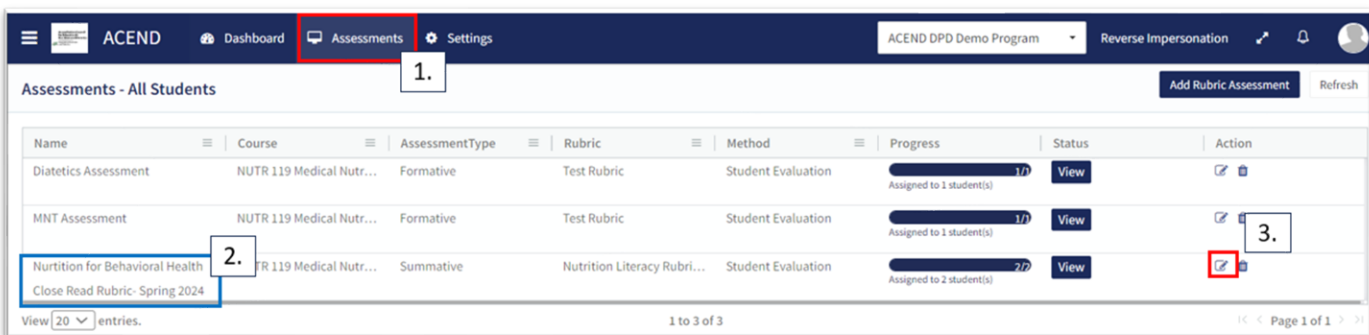 ACEND Dashboard Assessments Settings ACEND DPD Demo Program Reverse Impersonation
1.
Assessments - All Students Add Rubric Assessment Refresh
Name Course AssessmentType Rubric Method Progress Status Action
Diatetics Assessment NUTR 119 Medical Nutr... Formative Test Rubric Student Evaluation 1/1 View
Assigned to 1 student(s)
MNT Assessment NUTR 119 Medical Nutr... Formative Test Rubric Student Evaluation 1/1 View
Assigned to 1 student(s)
2.
3.
Nurtition for Behavioral Health TR 119 Medical Nutr... Summative Nutrition Literacy Rubri... Student Evaluation 2/2 View
Close Read Rubric- Spring 2024 Assigned to 2 student(s)
View 20 entries. 1 to 3 of 3 Page 1 of 1